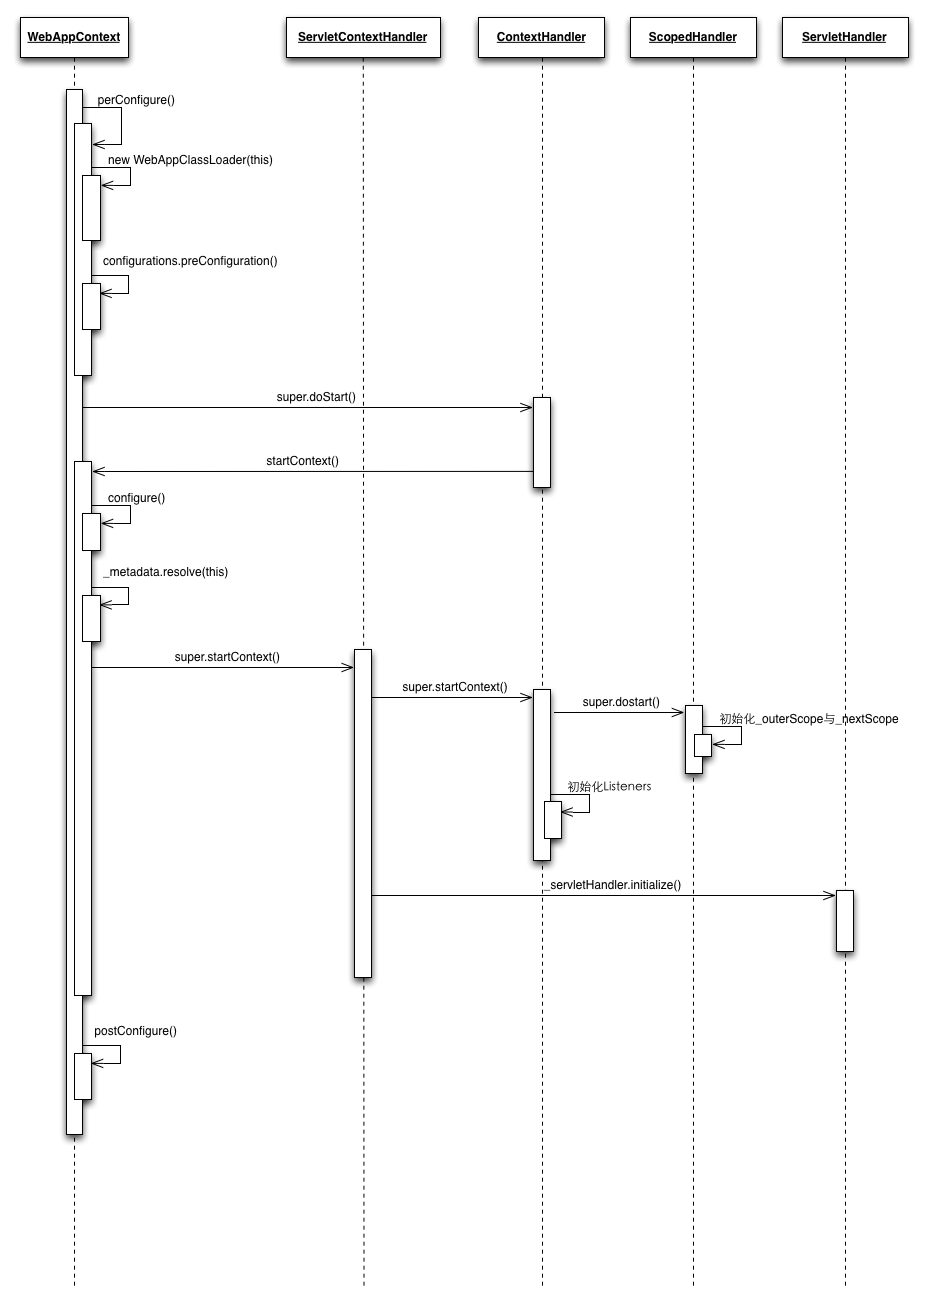 WebAppContext
ServletContextHandler
ContextHandler
ScopedHandler
ServletHandler
perConfigure()
new WebAppClassLoader(this)
configurations.preConfiguration()
super.doStart()
startContext()
configure()
_metadata.resolve(this)
super.startContext()
super.startContext()
super.dostart()
初始化_outerScope与_nextScope
初始化Listeners
_servletHandler.initialize()
postConfigure()